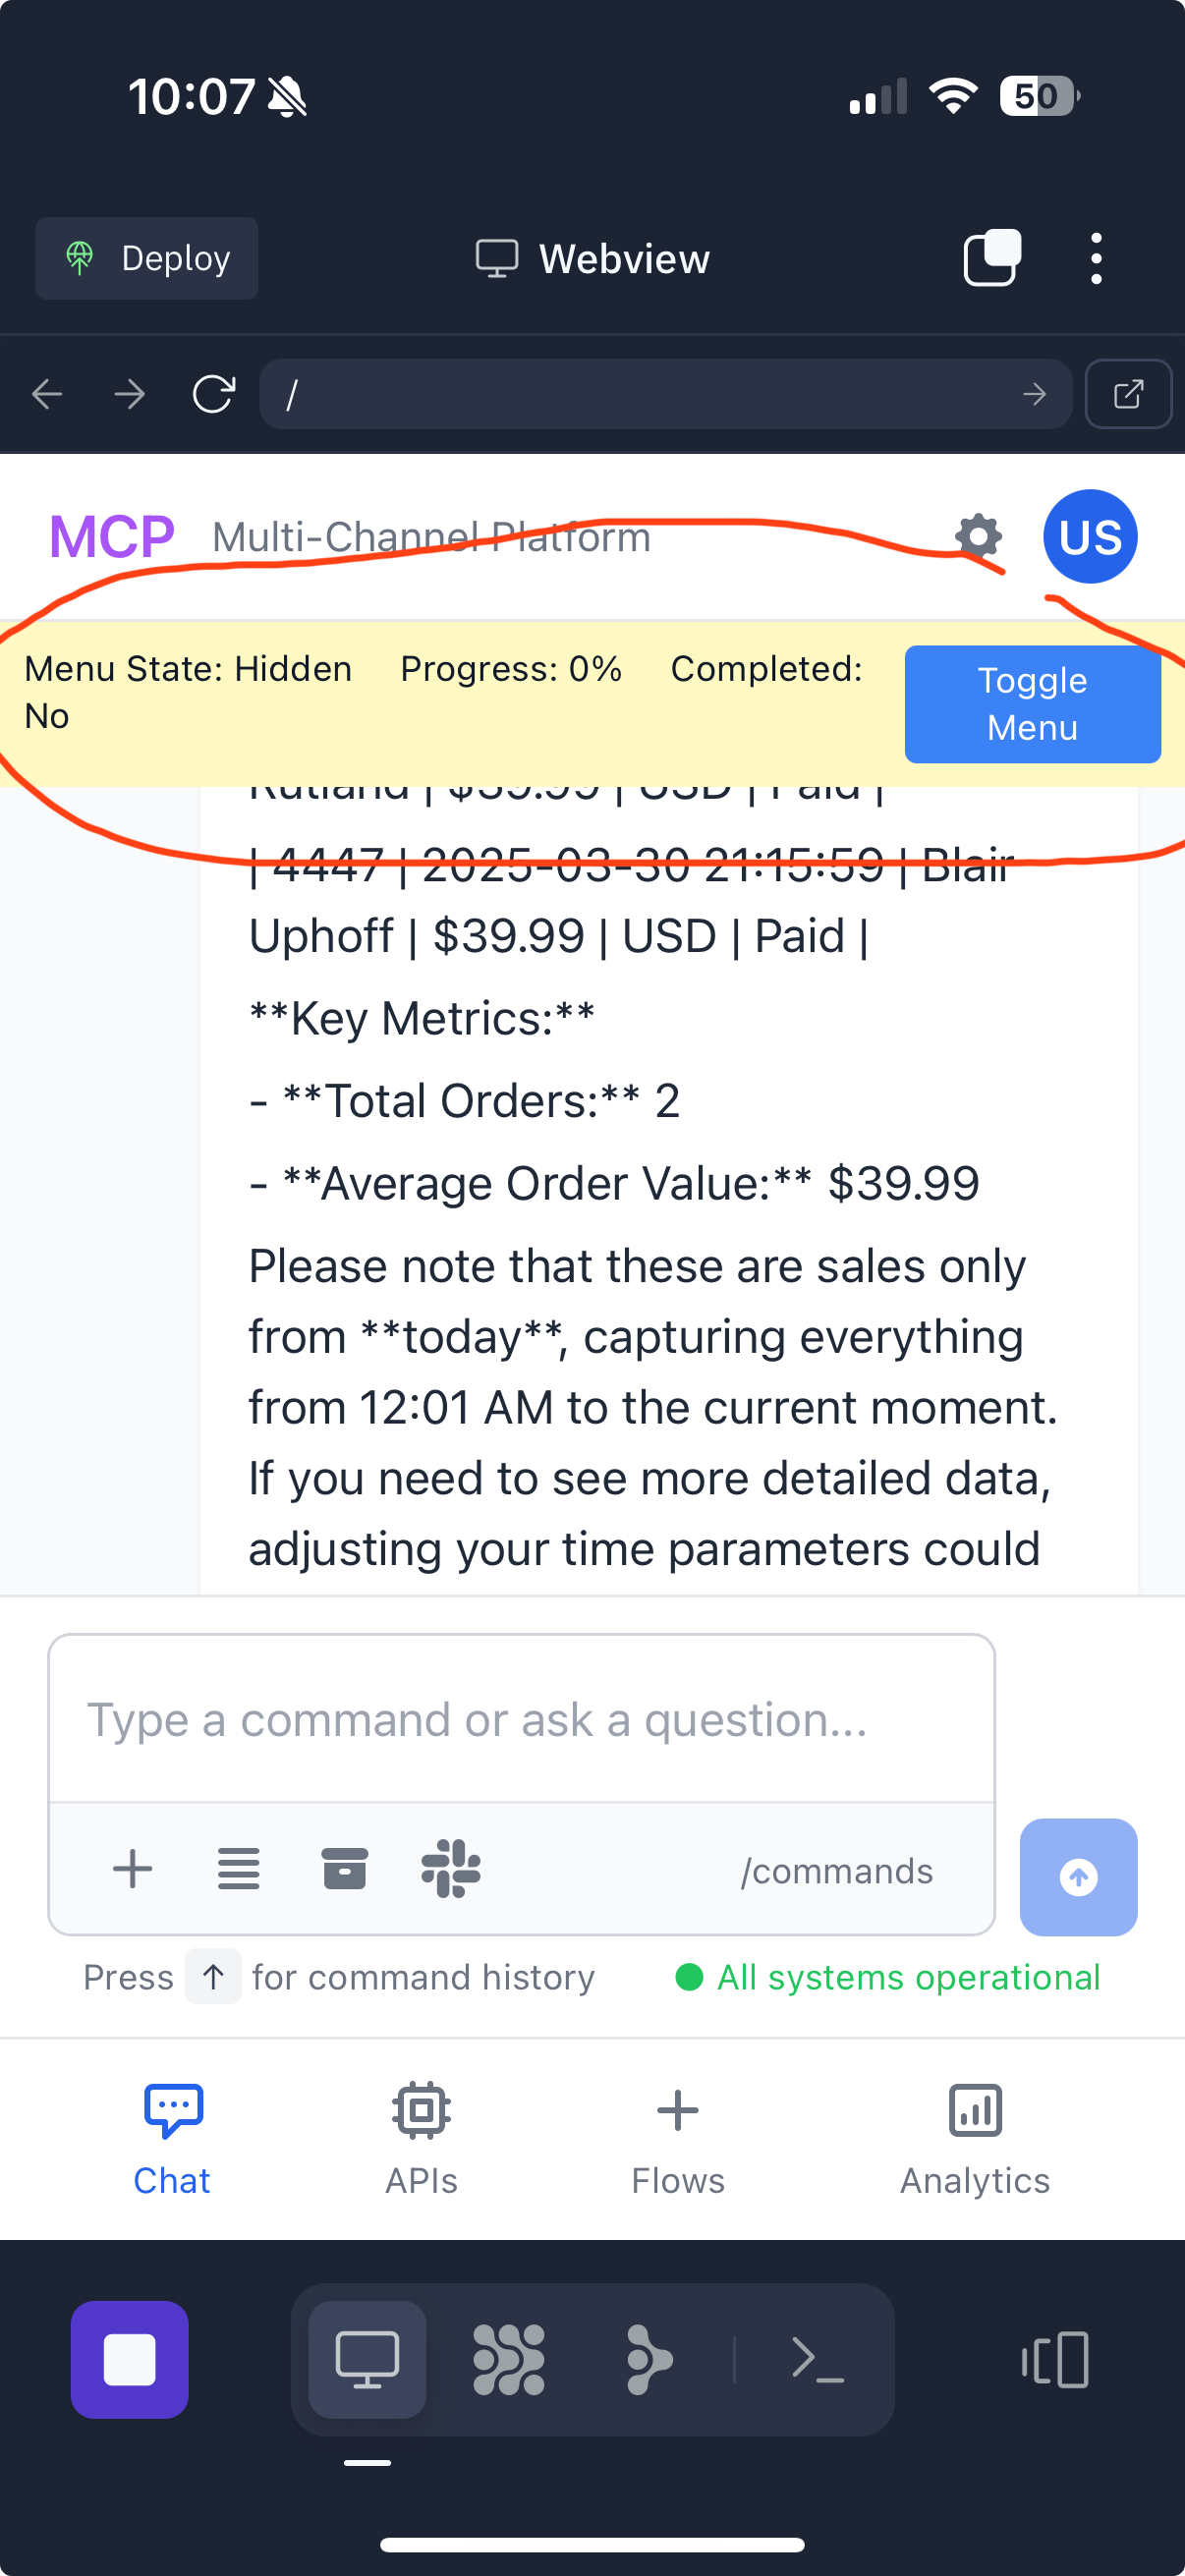 10:07
50
Deploy
Webview
/
MCP Multi-Channel Platform
US
Menu State: Hidden Progress: 0% Completed:
No
Toggle
Menu
Rutland | $39.99 | USD | Paid |
| 4447 | 2025-03-30 21:15:59 | Blair
Uphoff | $39.99 | USD | Paid |
**Key Metrics:**
- **Total Orders:** 2
- **Average Order Value:** $39.99
Please note that these are sales only
from **today**, capturing everything
from 12:01 AM to the current moment.
If you need to see more detailed data,
adjusting your time parameters could
Type a command or ask a question...
/commands
Press ↑ for command history
All systems operational
Chat
APIs
Flows
Analytics